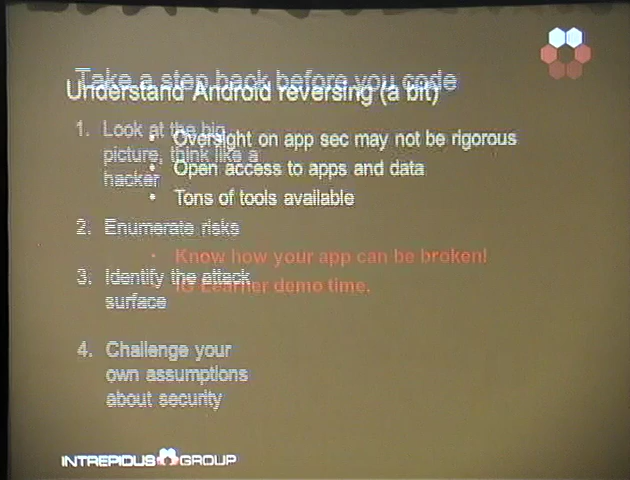 Take a step back before you code
Understand Android reversing (a bit)
1. Look at the big
picture, think like a
hacker
• Oversight on app sec may not be rigorous
• Open access to apps and data
• Tons of tools available
2. Enumerate risks
• Know how your app can be broken!
3. Identify the attack
surface
IG Learner demo time.
4. Challenge your
own assumptions
about security
INTREPIDUS GROUP